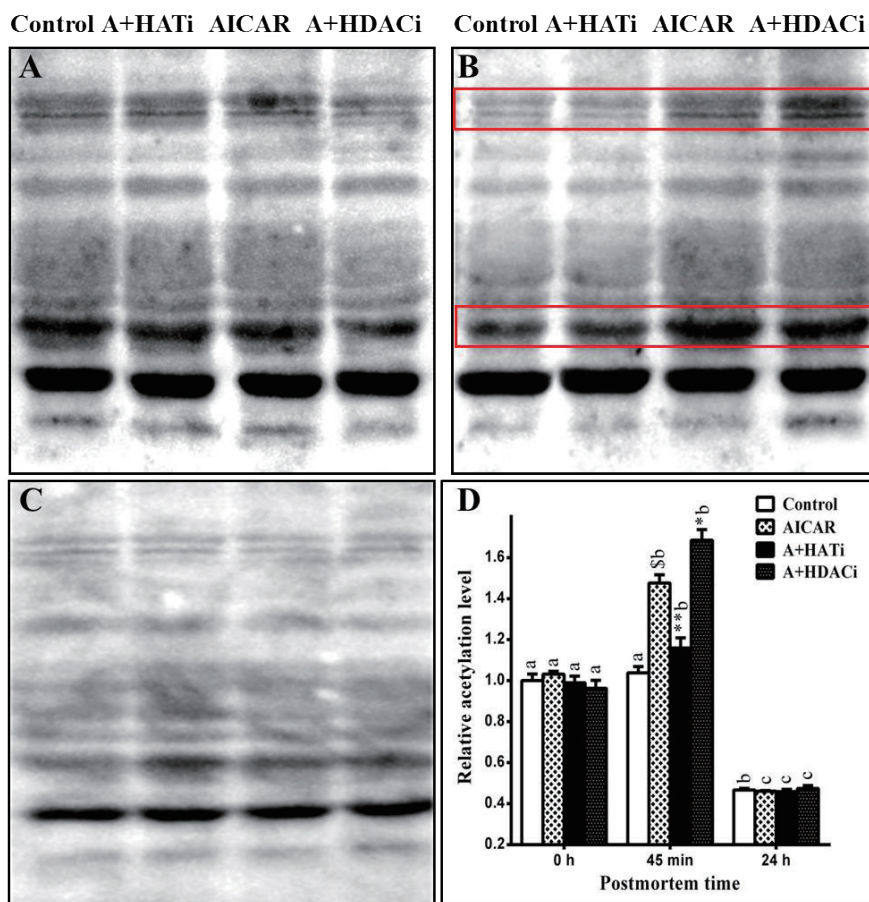 Control A+HATi AICAR A+HDACi
Control A+HATi AICAR A+HDACi
A
B
C
D
Control
AICAR
A+HATi
A+HDACi
Relative acetylation level
1.6
1.4
1.2
1.0
0.8
0.6
0.4
0.2
a a a a
a $b **b *b
b c c c
0 h 45 min 24 h
Postmortem time